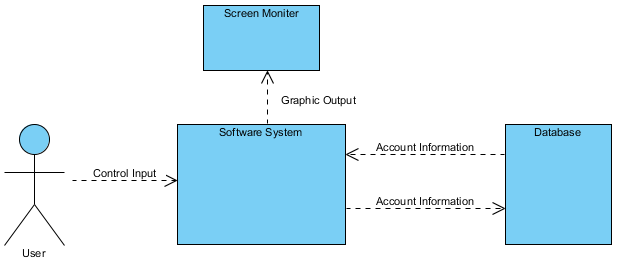 Screen Moniter
Graphic Output
Software System
Database
Account Information
Control Input
Account Information
User